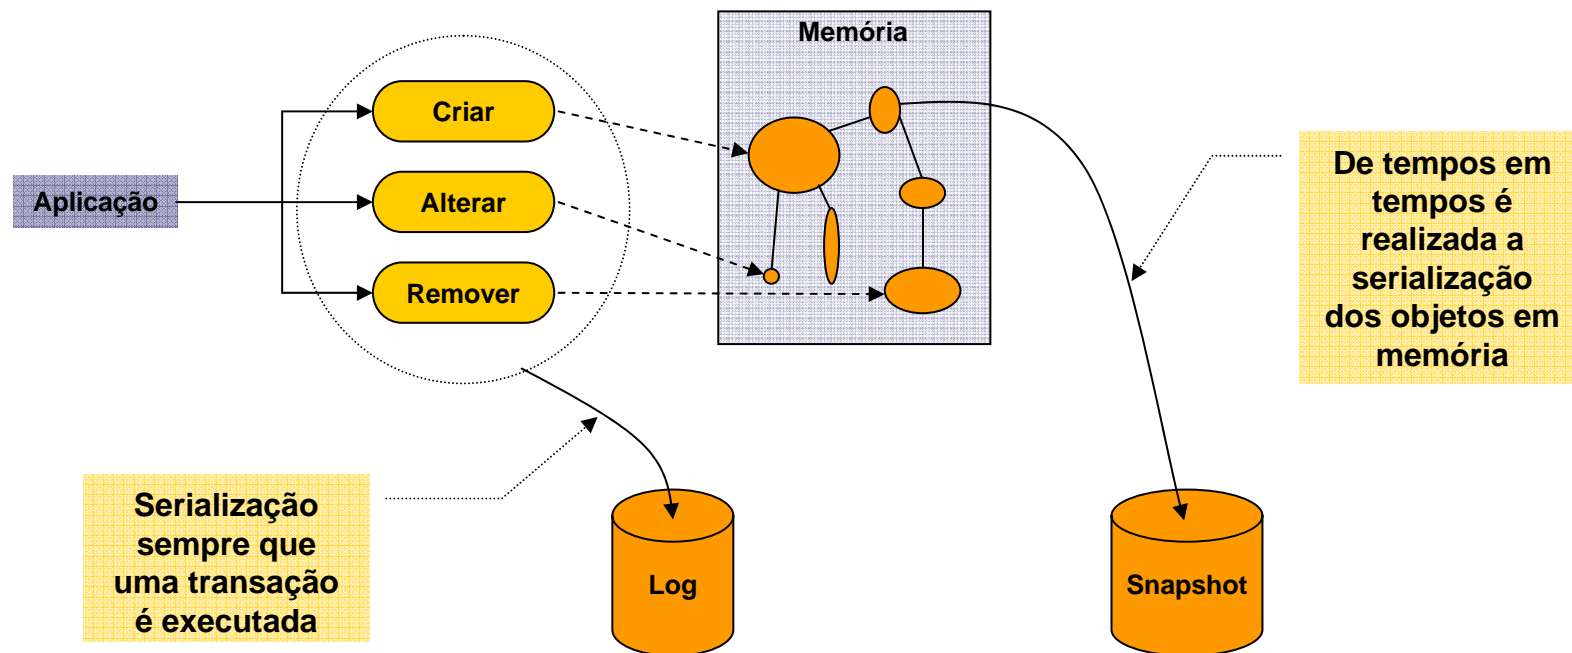 Memória
Criar
Aplicação
Alterar
Remover
De tempos em
tempos é
realizada a
serialização
dos objetos em
memória
Serialização
sempre que
uma transação
é executada
Log
Snapshot